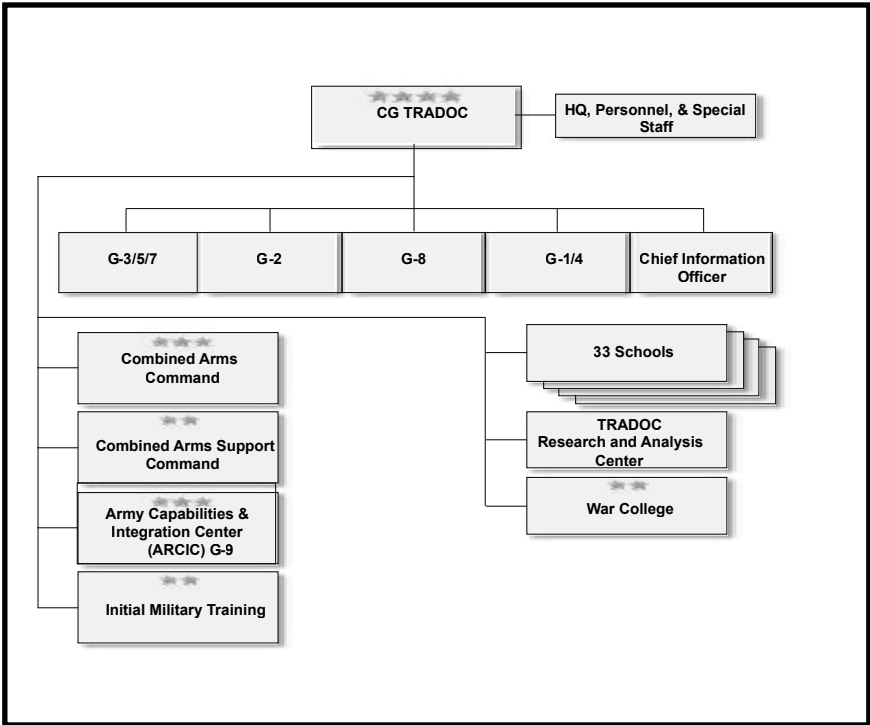 CG TRADOC
HQ, Personnel, & Special
Staff
G-3/5/7
G-2
G-8
G-1/4
Chief Information
Officer
Combined Arms
Command
Combined Arms Support
Command
Army Capabilities &
Integration Center
(ARCIC) G-9
Initial Military Training
33 Schools
TRADOC
Research and Analysis
Center
War College